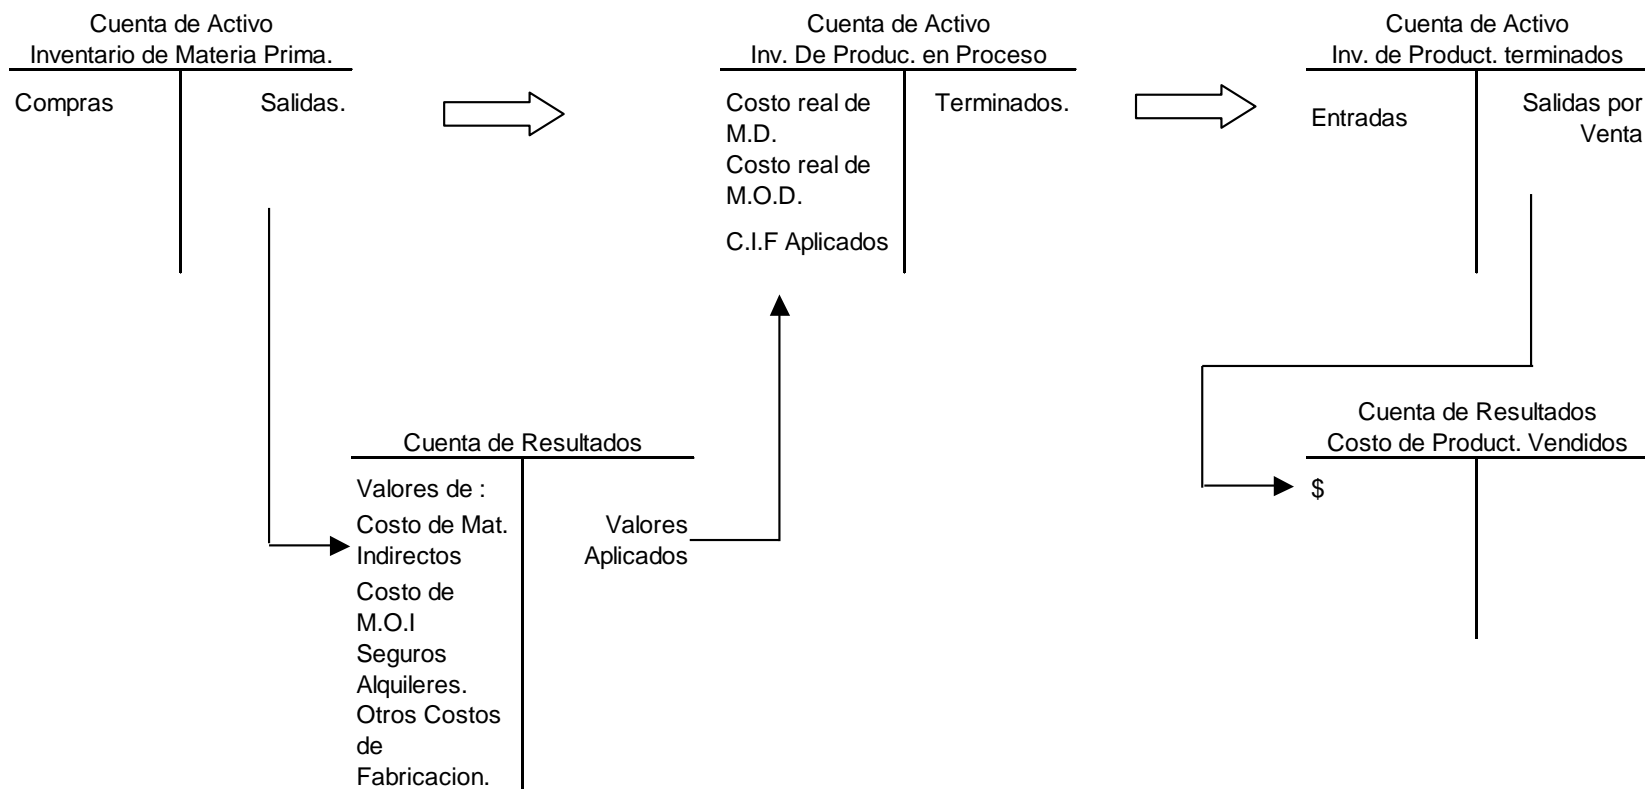 Cuenta de Activo
Inventario de Materia Prima.
Compras
Salidas.
Cuenta de Activo
Inv. De Produc. en Proceso
Costo real de
M.D.
Costo real de
M.O.D.
C.I.F Aplicados
Terminados.
Cuenta de Activo
Inv. de Product. terminados
Entradas
Salidas por
Venta
Cuenta de Resultados
Valores de :
Costo de Mat.
Indirectos
Costo de
M.O.I
Seguros
Alquileres.
Otros Costos
de
Fabricacion.
Valores
Aplicados
Cuenta de Resultados
Costo de Product. Vendidos
$